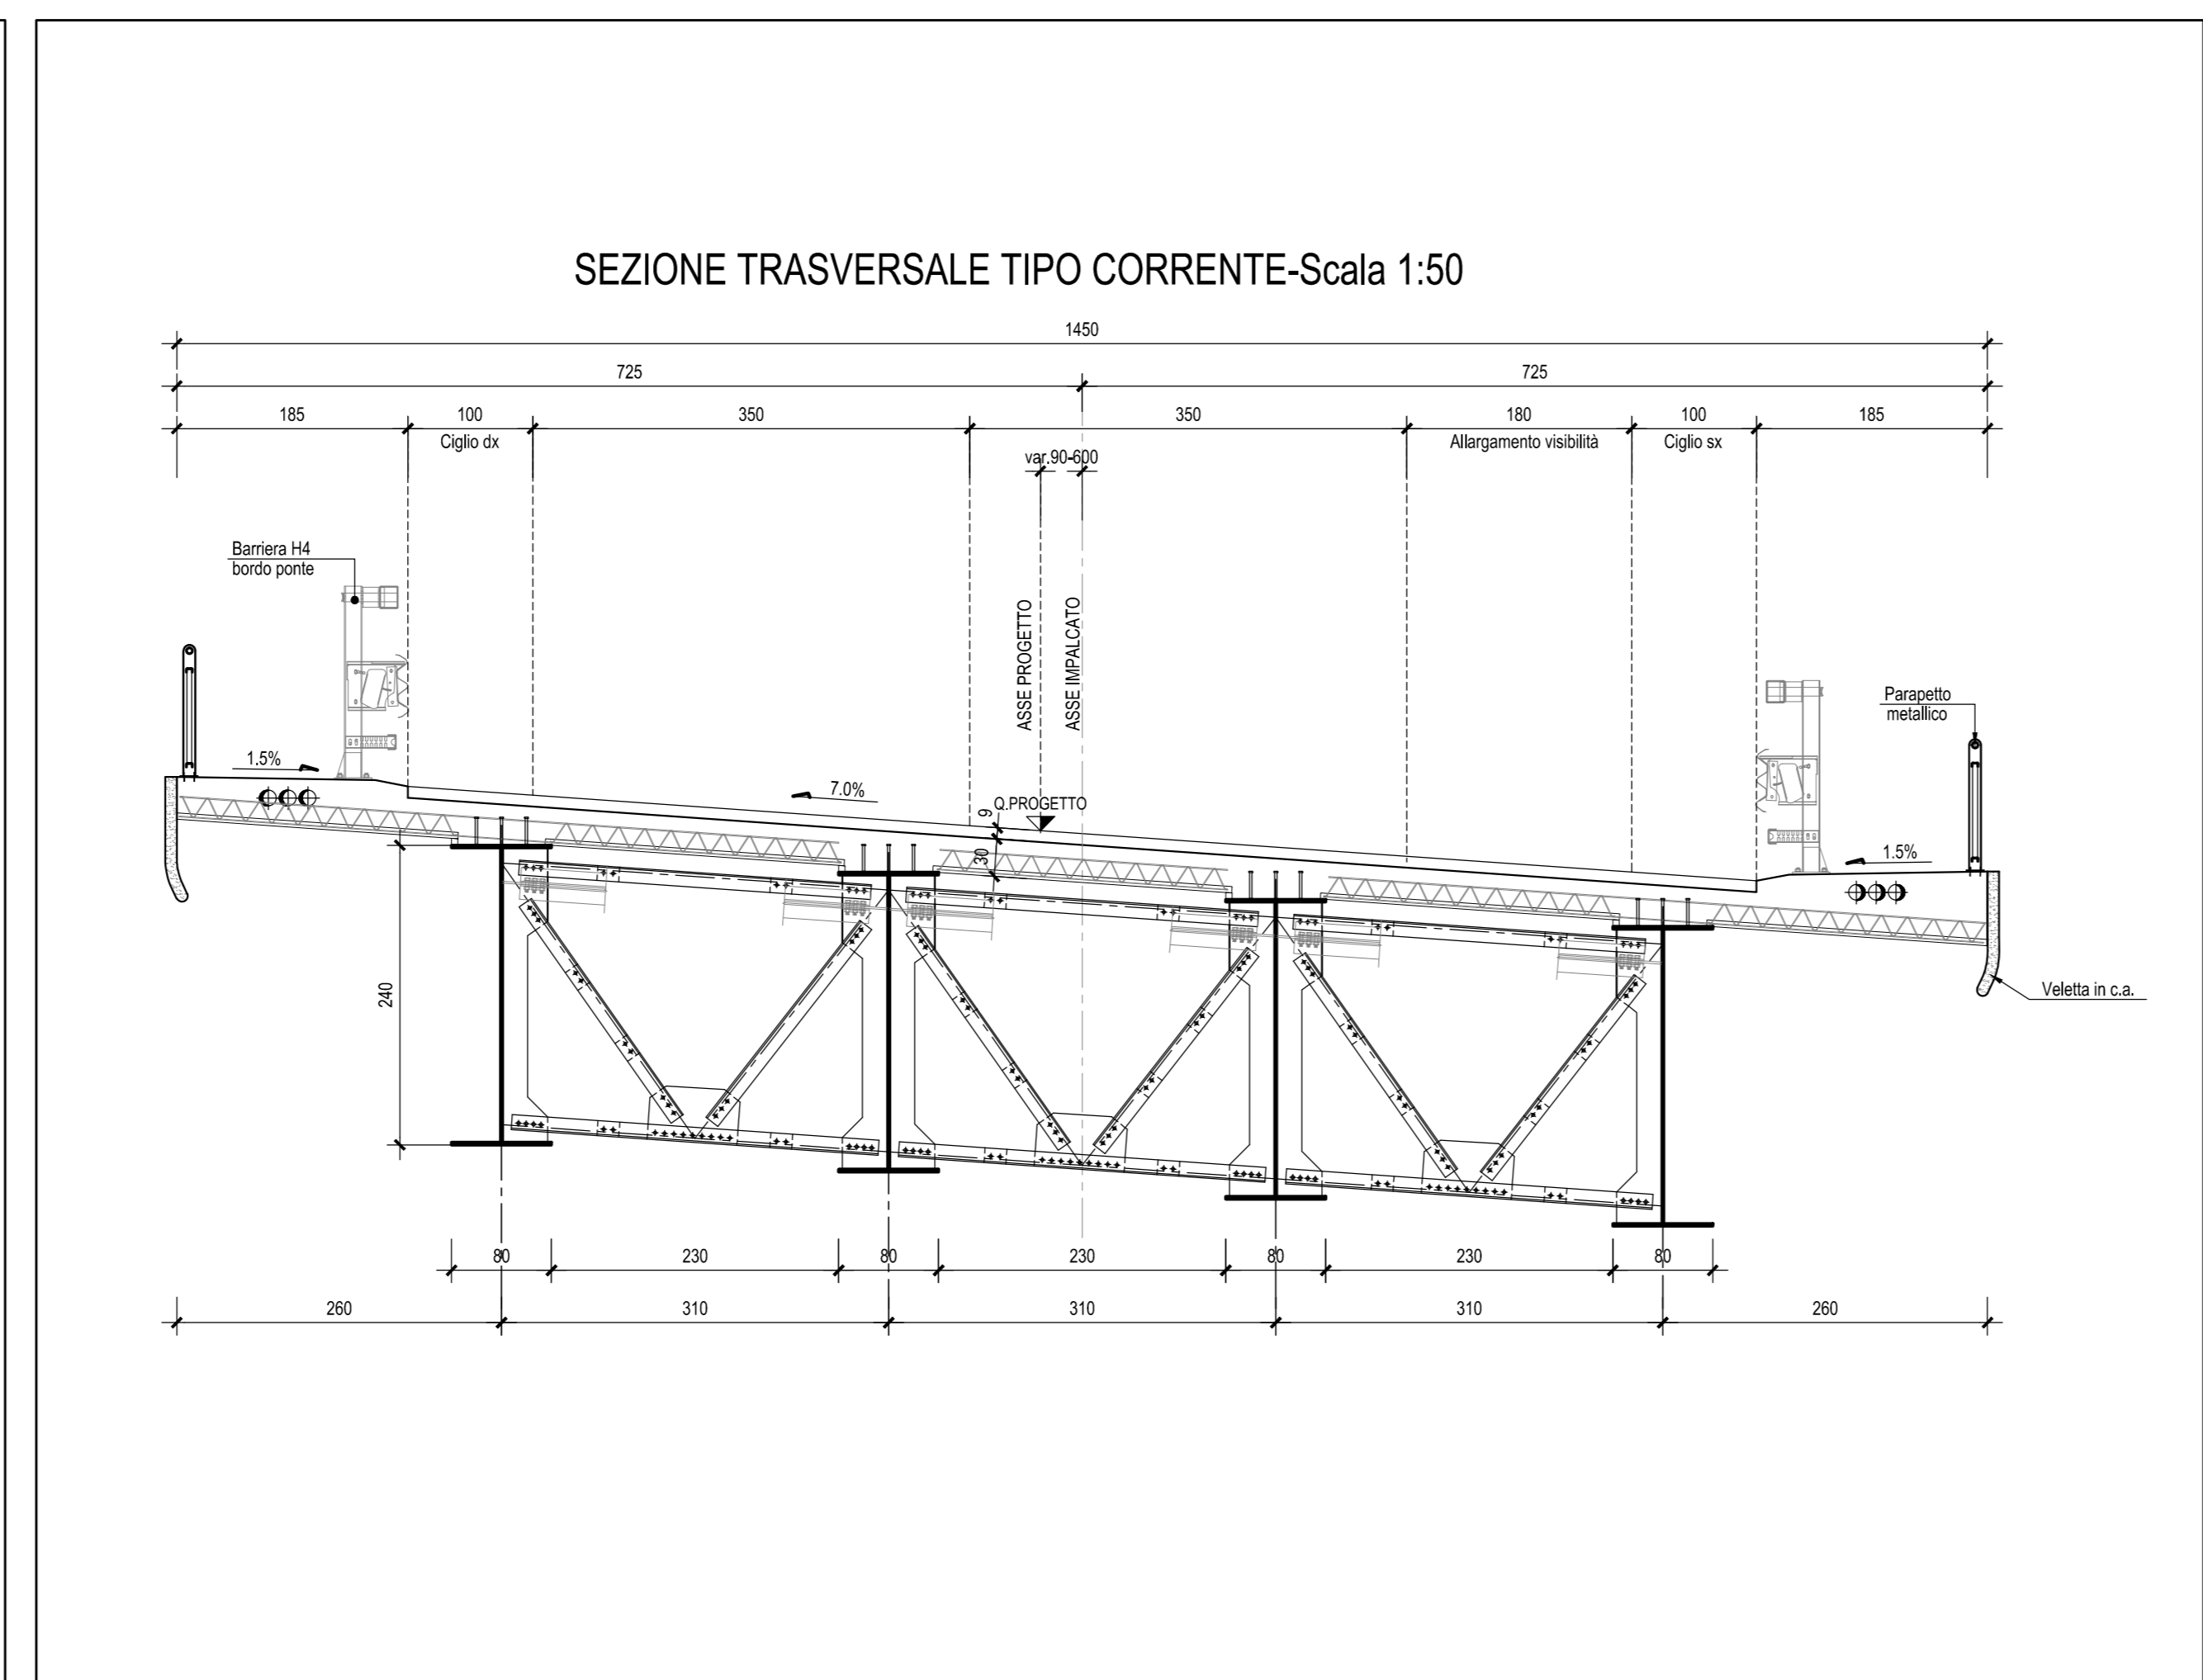 SEZIONE TRASVERSALE TIPO CORRENTE-Scala 1:50
1450
725 725
185 100 350 350 180 100 185
Ciglio dx Allargamento visibilità Ciglio sx
var.90-600
Barriera H4
bordo ponte
ASSE PROGETTO
ASSE IMPALCATO
Parapetto
metallico
1.5%
7.0%
Q.PROGETTO
9
30
1.5%
240
Veletta in c.a.
80 230 80 230 80 230 80
260 310 310 310 260